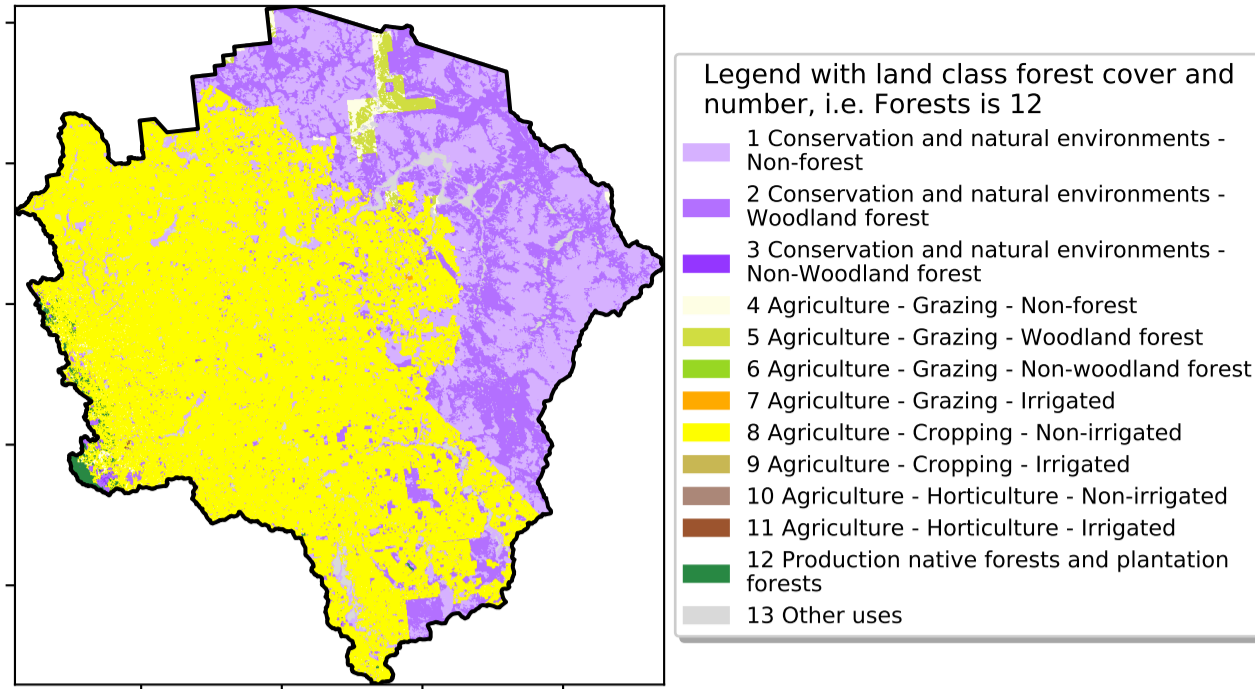 Legend with land class forest cover and
number, i.e. Forests is 12
1 Conservation and natural environments -
Non-forest
2 Conservation and natural environments -
Woodland forest
3 Conservation and natural environments -
Non-Woodland forest
4 Agriculture - Grazing - Non-forest
5 Agriculture - Grazing - Woodland forest
6 Agriculture - Grazing - Non-woodland forest
7 Agriculture - Grazing - Irrigated
8 Agriculture - Cropping - Non-irrigated
9 Agriculture - Cropping - Irrigated
10 Agriculture - Horticulture - Non-irrigated
11 Agriculture - Horticulture - Irrigated
12 Production native forests and plantation
forests
13 Other uses